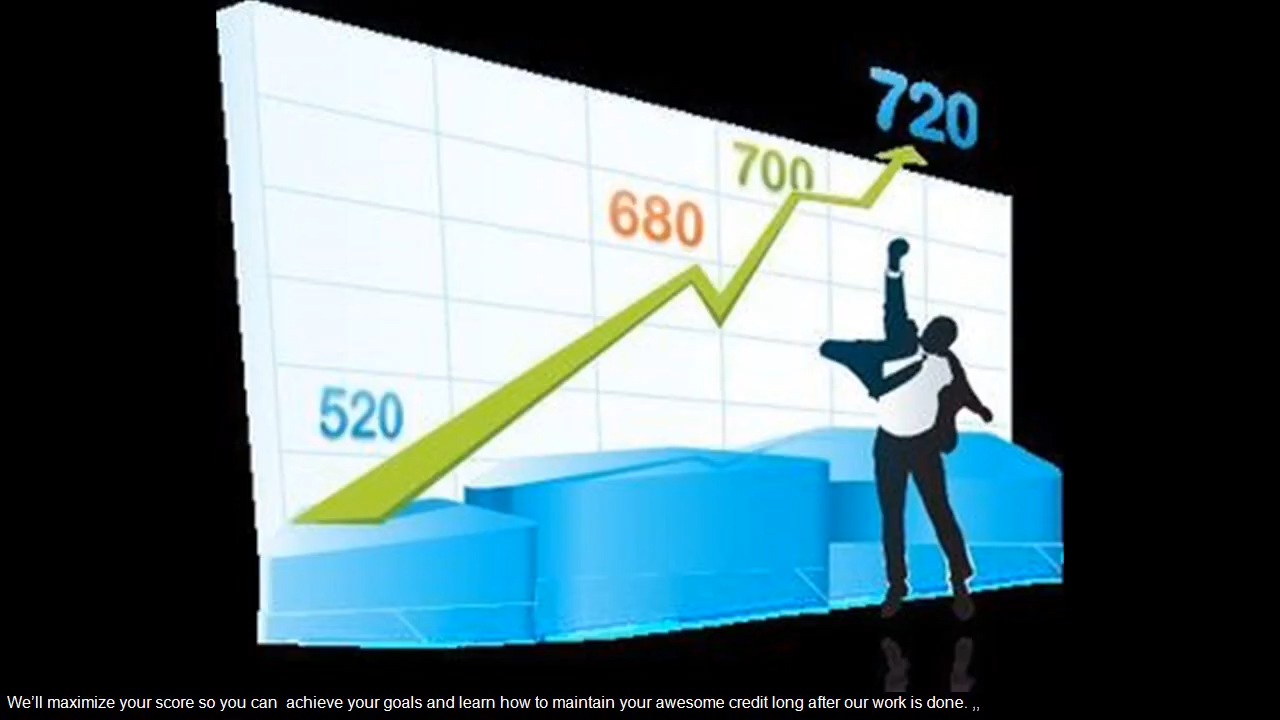 720
700
680
520
We’ll maximize your score so you can  achieve your goals and learn how to maintain your awesome credit long after our work is done. ,,